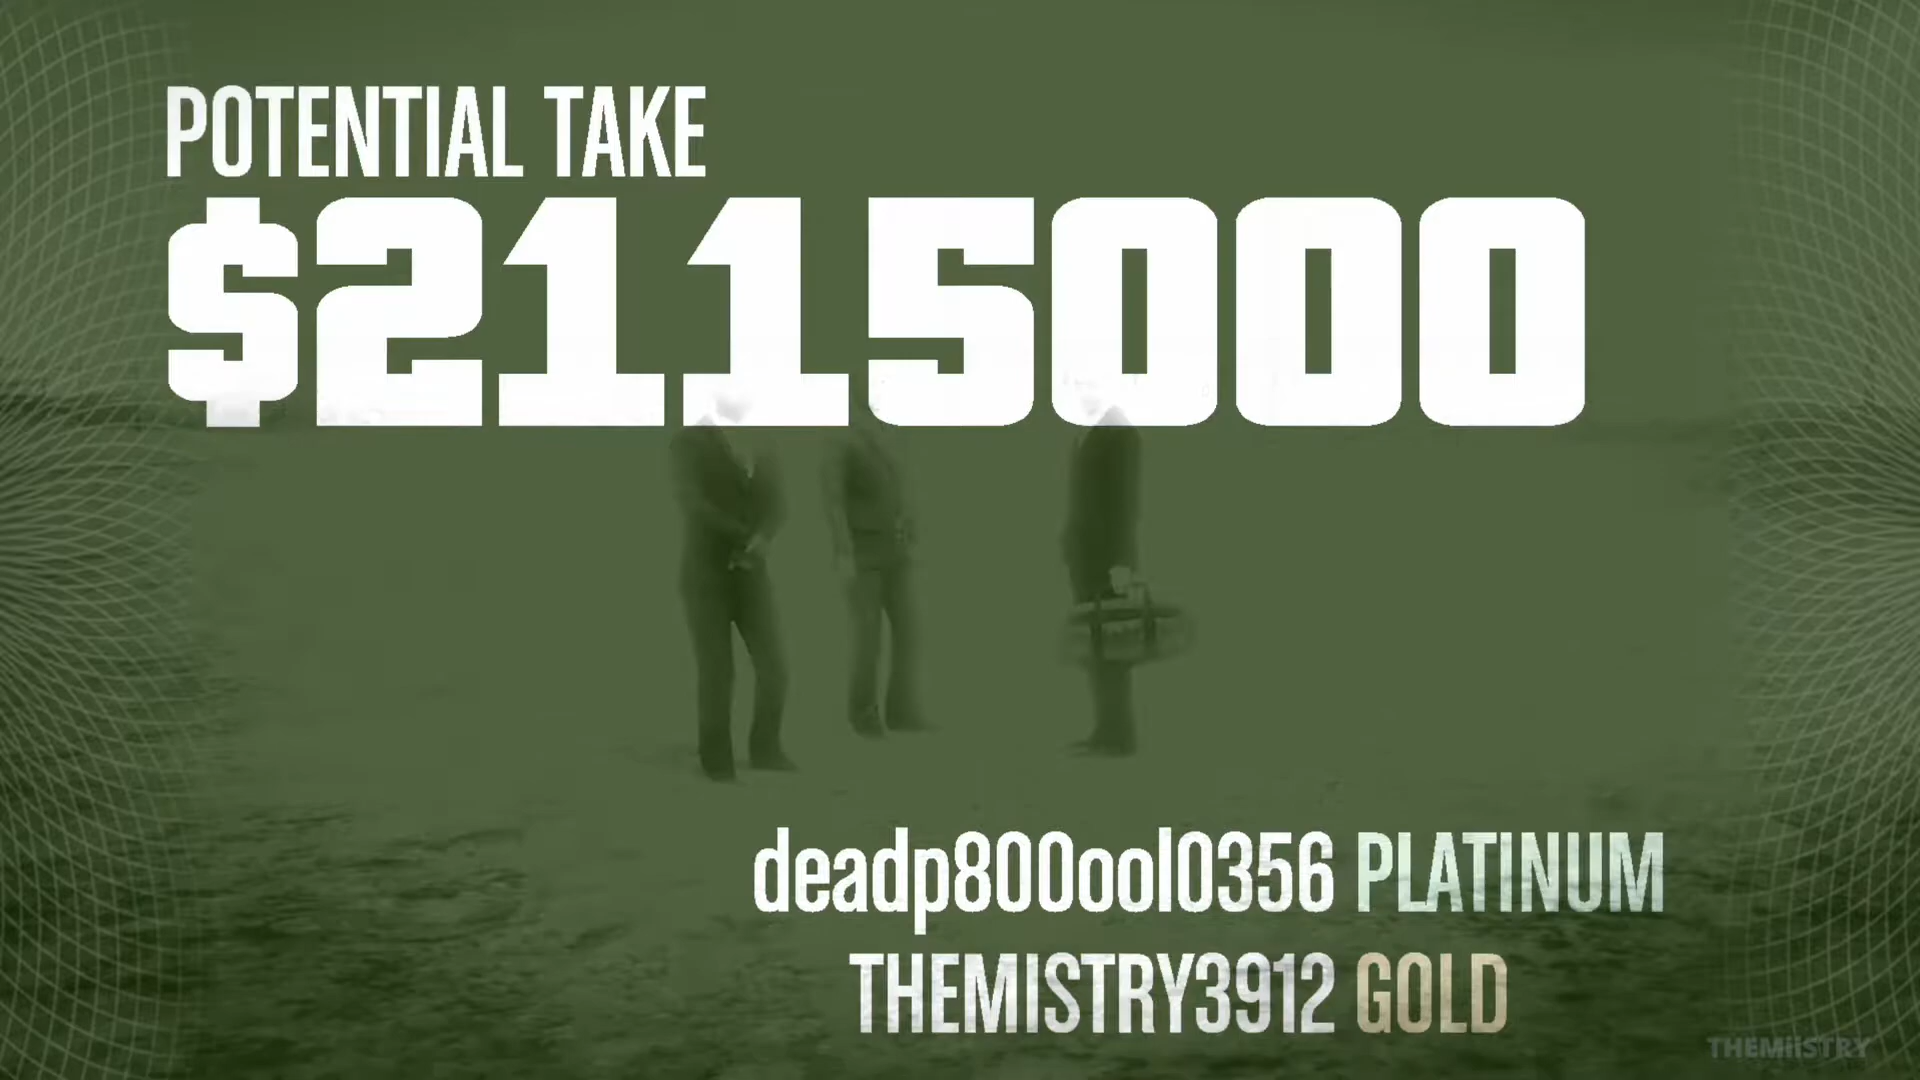 POTENTIAL TAKE
$2115000
deadp800ool0356 PLATINUM
THEMISTRY3912 GOLD
THEMiiSTRY